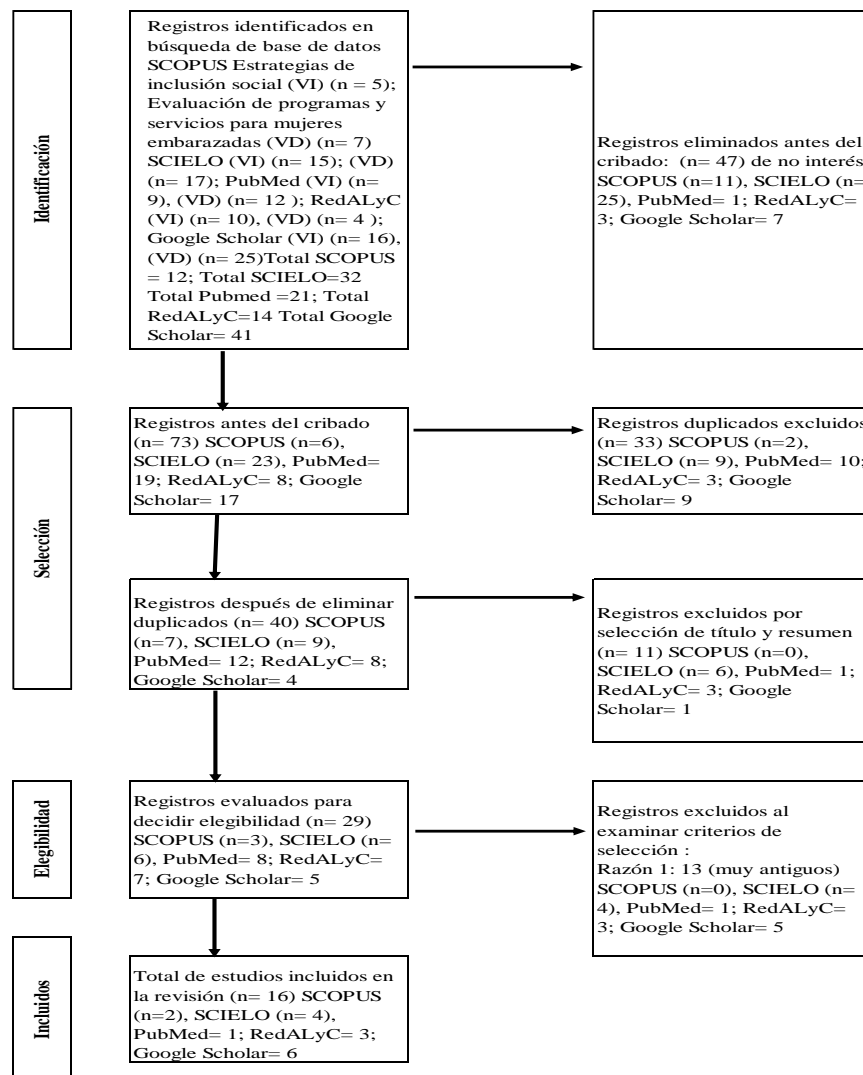 Identificación
Registros identificados en
búsqueda de base de datos
SCOPUS Estrategias de
inclusión social (VI) (n = 5);
Evaluación de programas y
servicios para mujeres
embarazadas (VD) (n= 7)
SCIELO (VI) (n= 15); (VD)
(n= 17); PubMed (VI) (n=
9), (VD) (n= 12 ); RedALyC
(VI) (n= 10), (VD) (n= 4 );
Google Scholar (VI) (n= 16),
(VD) (n= 25)Total SCOPUS
= 12; Total SCIELO=32
Total Pubmed =21; Total
RedALyC=14 Total Google
Scholar= 41
Registros eliminados antes del
cribado: (n= 47) de no interés
SCOPUS (n=11), SCIELO (n=
25), PubMed= 1; RedALyC=
3; Google Scholar= 7
Selección
Registros antes del cribado
(n= 73) SCOPUS (n=6),
SCIELO (n= 23), PubMed=
19; RedALyC= 8; Google
Scholar= 17
Registros duplicados excluidos
(n= 33) SCOPUS (n=2),
SCIELO (n= 9), PubMed= 10;
RedALyC= 3; Google
Scholar= 9
Registros después de eliminar
duplicados (n= 40) SCOPUS
(n=7), SCIELO (n= 9),
PubMed= 12; RedALyC= 8;
Google Scholar= 4
Registros excluidos por
selección de título y resumen
(n= 11) SCOPUS (n=0),
SCIELO (n= 6), PubMed= 1;
RedALyC= 3; Google
Scholar= 1
Elegibilidad
Registros evaluados para
decidir elegibilidad (n= 29)
SCOPUS (n=3), SCIELO (n=
6), PubMed= 8; RedALyC=
7; Google Scholar= 5
Registros excluidos al
examinar criterios de
selección :
Razón 1: 13 (muy antiguos)
SCOPUS (n=0), SCIELO (n=
4), PubMed= 1; RedALyC=
3; Google Scholar= 5
Incluidos
Total de estudios incluidos en
la revisión (n= 16) SCOPUS
(n=2), SCIELO (n= 4),
PubMed= 1; RedALyC= 3;
Google Scholar= 6